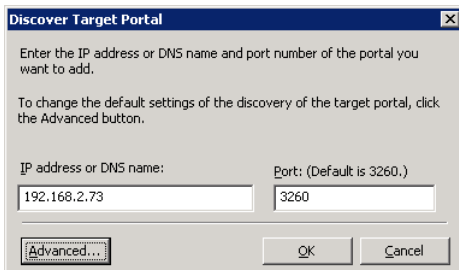 Discover Target Portal
Enter the IP address or DNS name and port number of the portal you
want to add.
To change the default settings of the discovery of the target portal, click
the Advanced button.
IP address or DNS name:
Port: (Default is 3260.)
192.168.2.73
3260
Advanced...
OK
Cancel